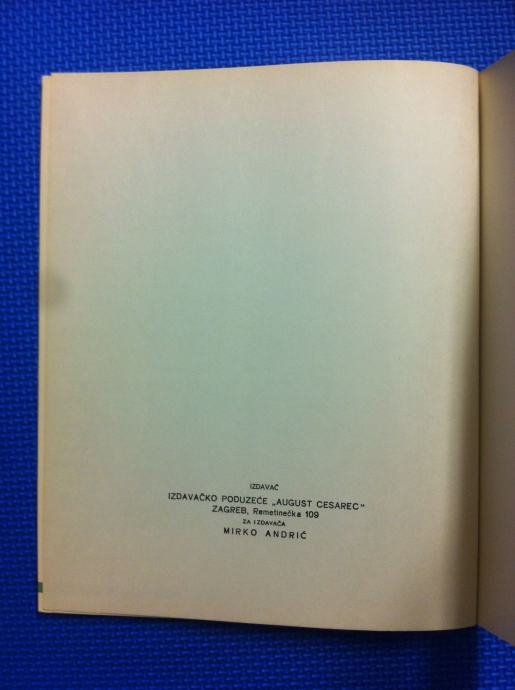 IZDAVAČ
IZDAVAČKO PODUZEĆE „AUGUST CESAREC"
ZAGREB, Remetinečka 109
ZA IZDAVAČA
MIRKO ANDRIĆ